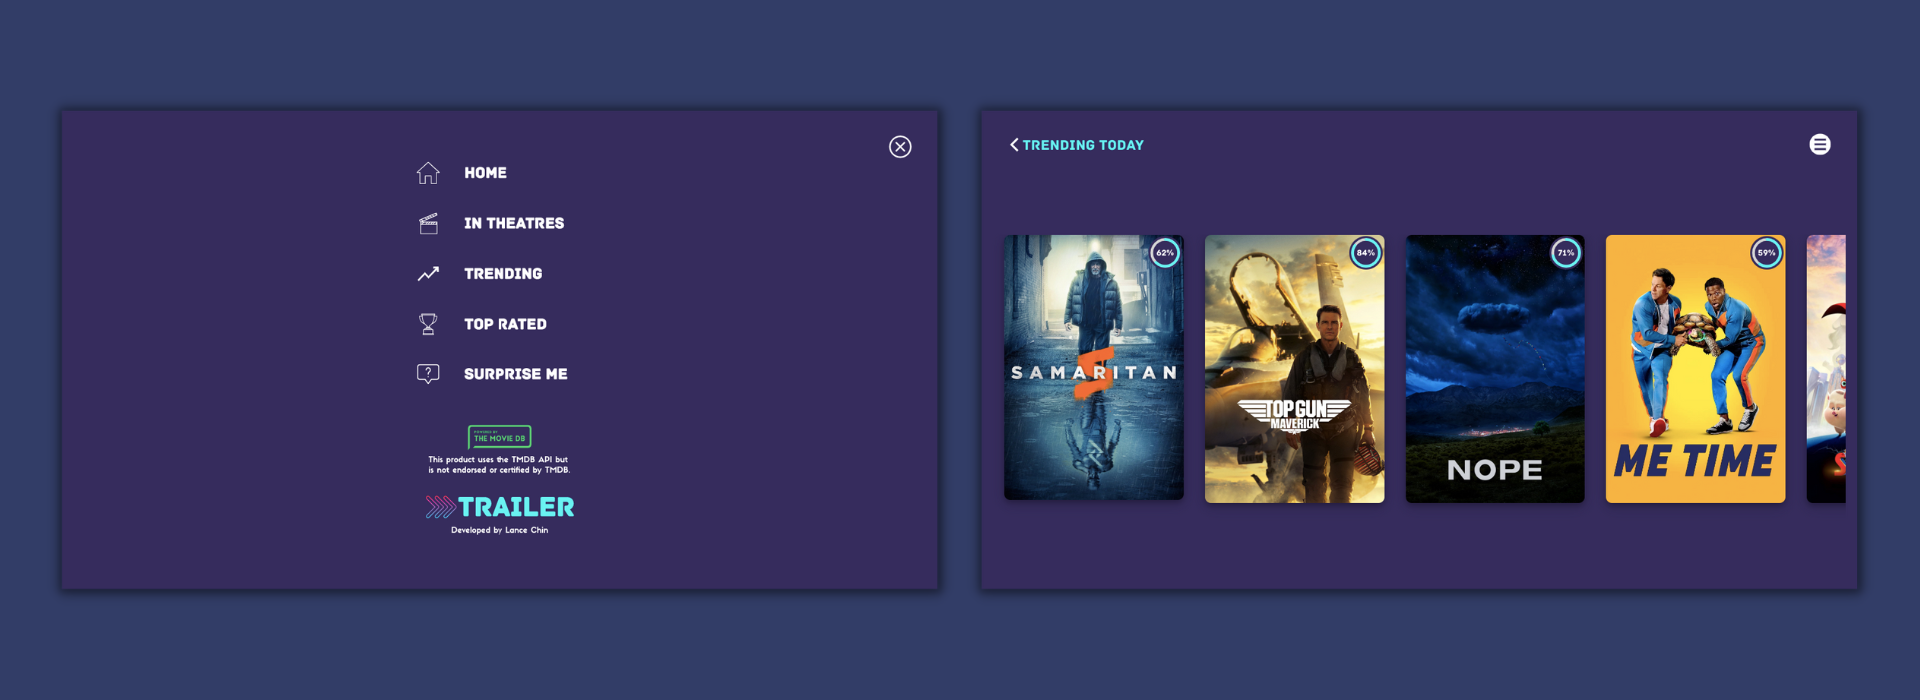 HOME
IN THEATRES
TRENDING
TOP RATED
SURPRISE ME
POWERED BY
THE MOVIE DB
This product uses the TMDB API but
is not endorsed or certified by TMDB.
TRAILER
Developed by Lance Chin
TRENDING TODAY
62%
SAMARITAN
84%
TOP GUN
MAVERICK
71%
NOPE
59%
ME TIME